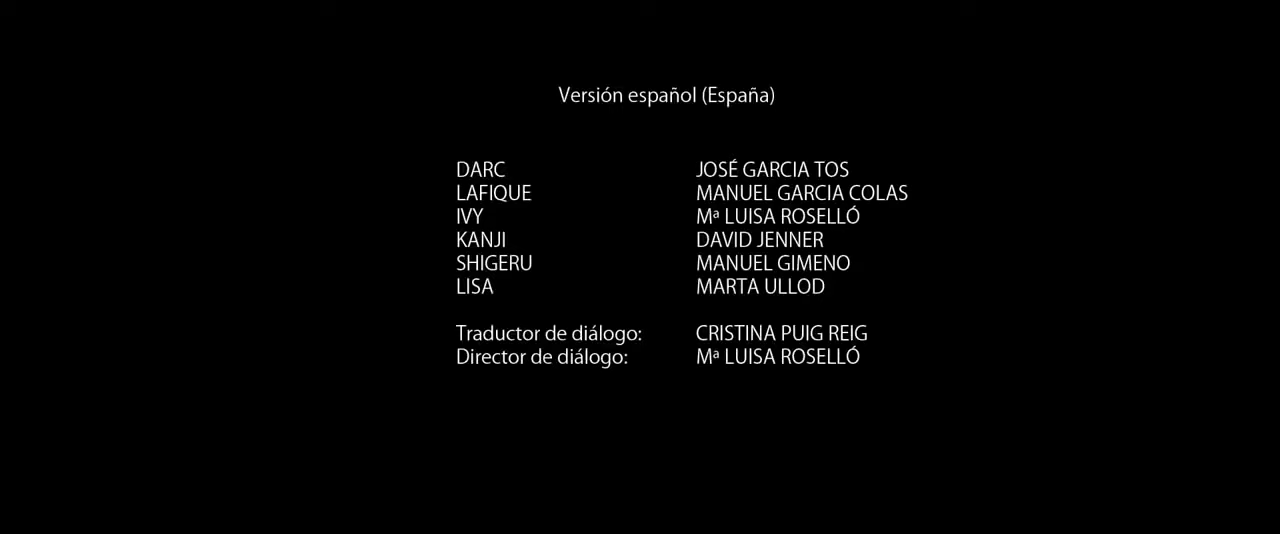 Versión español (España)
DARC JOSÉ GARCIA TOS
LAFIQUE MANUEL GARCIA COLAS
IVY Mª LUISA ROSELLÓ
KANJI DAVID JENNER
SHIGERU MANUEL GIMENO
LISA MARTA ULLOD
Traductor de diálogo: CRISTINA PUIG REIG
Director de diálogo: Mª LUISA ROSELLÓ